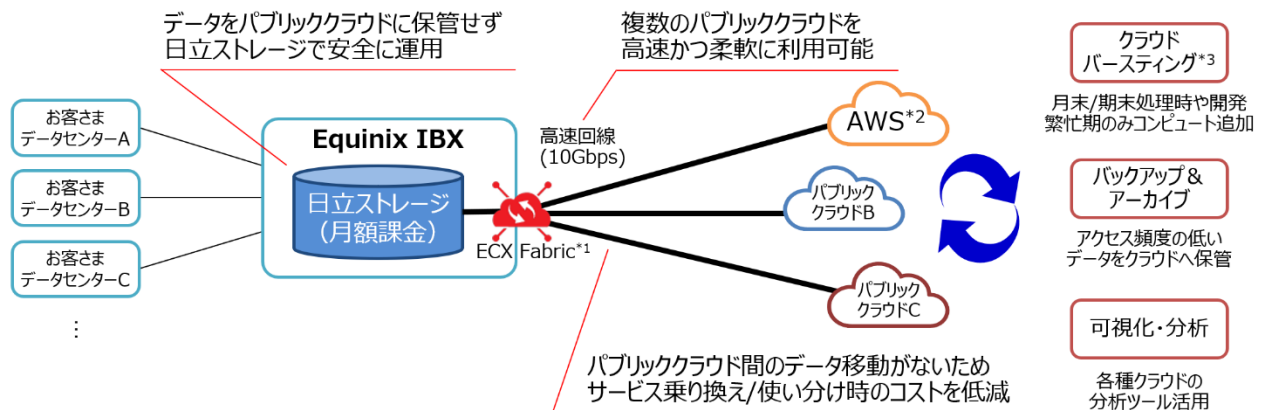 データをパブリッククラウドに保管せず
日立ストレージで安全に運用
複数のパブリッククラウドを
高速かつ柔軟に利用可能
お客さま
データセンターA
お客さま
データセンターB
お客さま
データセンターC
⋮
Equinix IBX
日立ストレージ
(月額課金)
高速回線
(10Gbps)
ECX Fabric*1
AWS*2
パブリック
クラウドB
パブリック
クラウドC
パブリッククラウド間のデータ移動がないため
サービス乗り換え/使い分け時のコストを低減
クラウド
バースティング*3
月末/期末処理時や開発
繁忙期のみコンピュート追加
バックアップ&
アーカイブ
アクセス頻度の低い
データをクラウドへ保管
可視化・分析
各種クラウドの
分析ツール活用